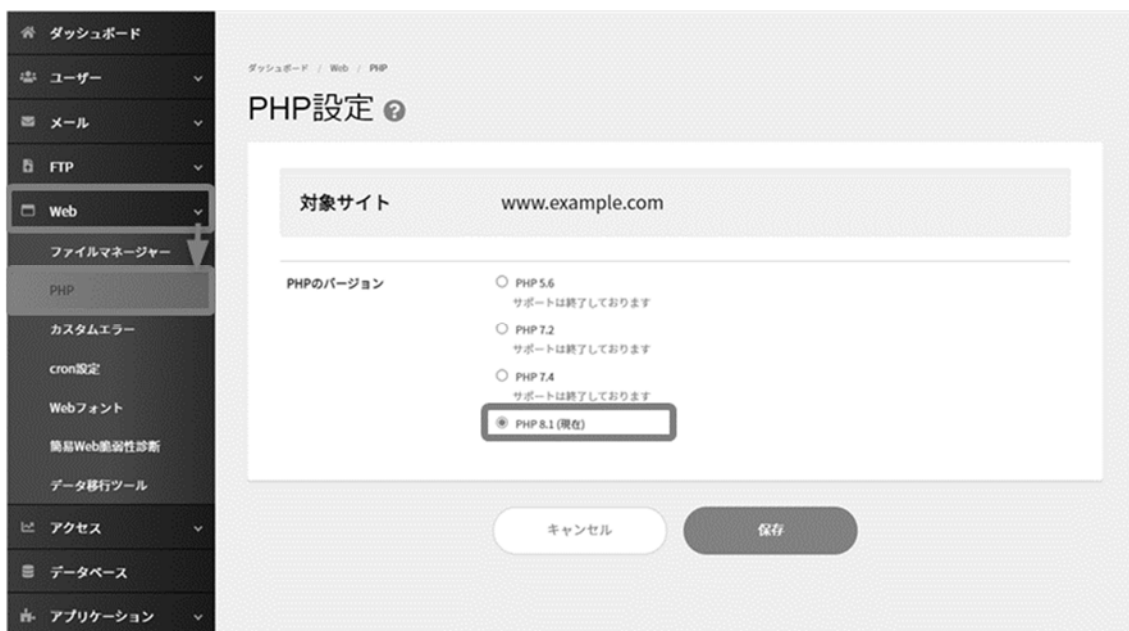 ダッシュボード
ユーザー
メール
FTP
Web
ファイルマネージャー
PHP
カスタムエラー
cron設定
Webフォント
簡易Web脆弱性診断
データ移行ツール
アクセス
データベース
アプリケーション
ダッシュボード / Web / PHP
PHP設定 ?
対象サイト www.example.com
PHPのバージョン
PHP 5.6
サポートは終了しております
PHP 7.2
サポートは終了しております
PHP 7.4
サポートは終了しております
PHP 8.1 (現在)
キャンセル 保存